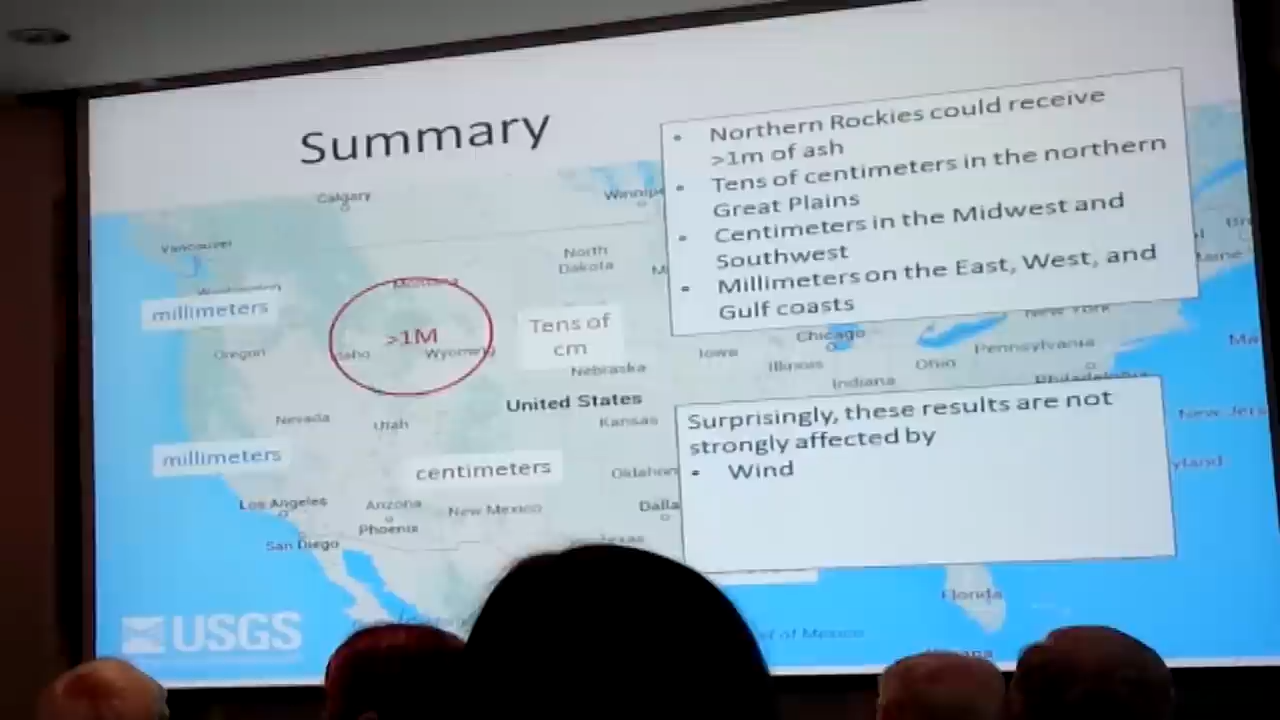 Summary
• Northern Rockies could receive
>1m of ash
• Tens of centimeters in the northern
Great Plains
• Centimeters in the Midwest and
Southwest
• Millimeters on the East, West, and
Gulf coasts
Calgary
Vancouver
North
Dakota
millimeters
Montana
>1M
Wyoming
Oregon
Tens of
cm
Nebraska
Iowa
Chicago
Illinois
Indiana
Ohio
Pennsylvania
New York
Philadelphia
United States
Nevada
Utah
Kansas
Surprisingly, these results are not
strongly affected by
• Wind
millimeters
centimeters
Los Angeles
Arizona
Phoenix
New Mexico
San Diego
Florida
USGS